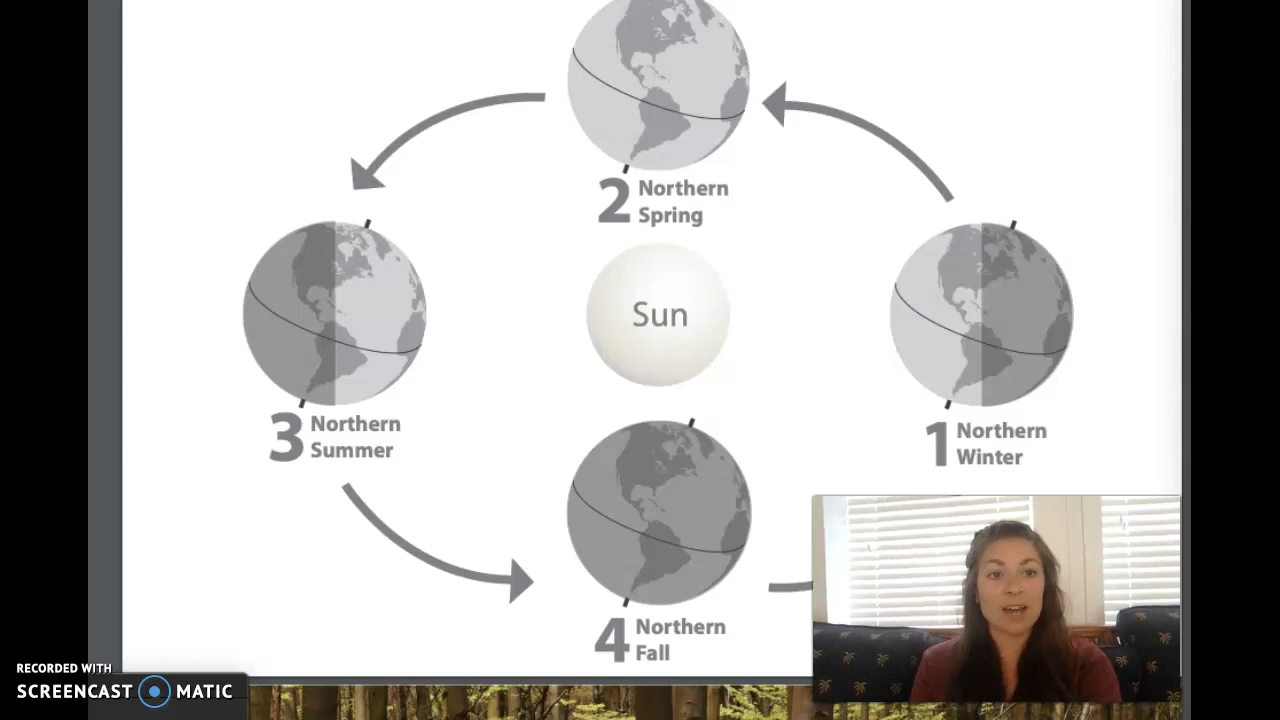 2 Northern
Spring
Sun
3 Northern
Summer
1 Northern
Winter
4 Northern
Fall
RECORDED WITH
SCREENCAST MATIC